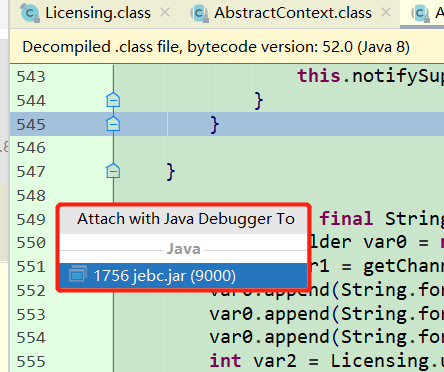 Licensing.class
AbstractContext.class
Decompiled .class file, bytecode version: 52.0 (Java 8)
543 this.notifySup
544 }
545 }
546
547 }
548
Attach with Java Debugger To
549 final String
Java
550 lder var0 =
551 r1 = getChann
1756 jebc.jar (9000)
552 var0.append(String.for
553 var0.append(String.for
554 var0.append(String.for
555 int var2 = Licensing.